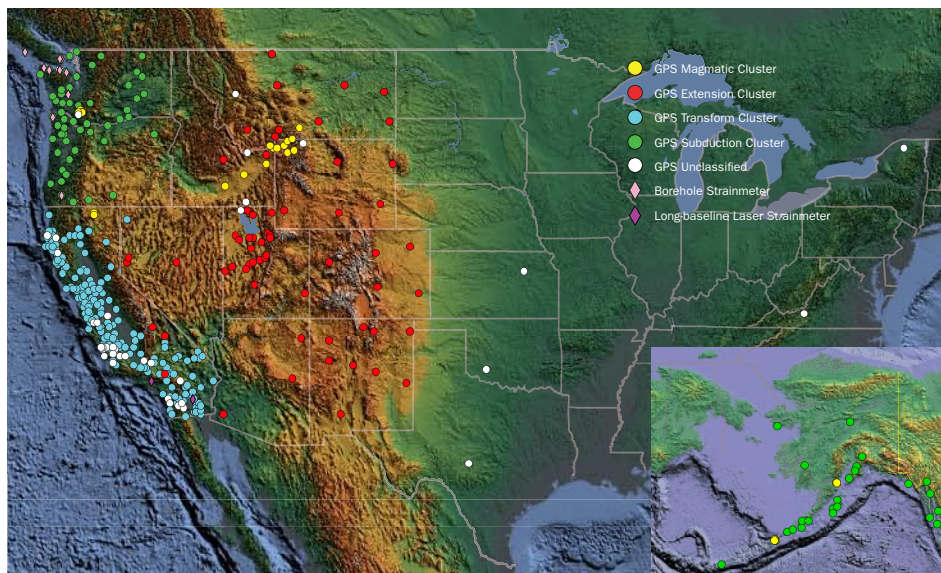 GPS Magmatic Cluster
GPS Extension Cluster
GPS Transform Cluster
GPS Subduction Cluster
GPS Unclassified
Borehole Strainmeter
Long-baseline Laser Strainmeter